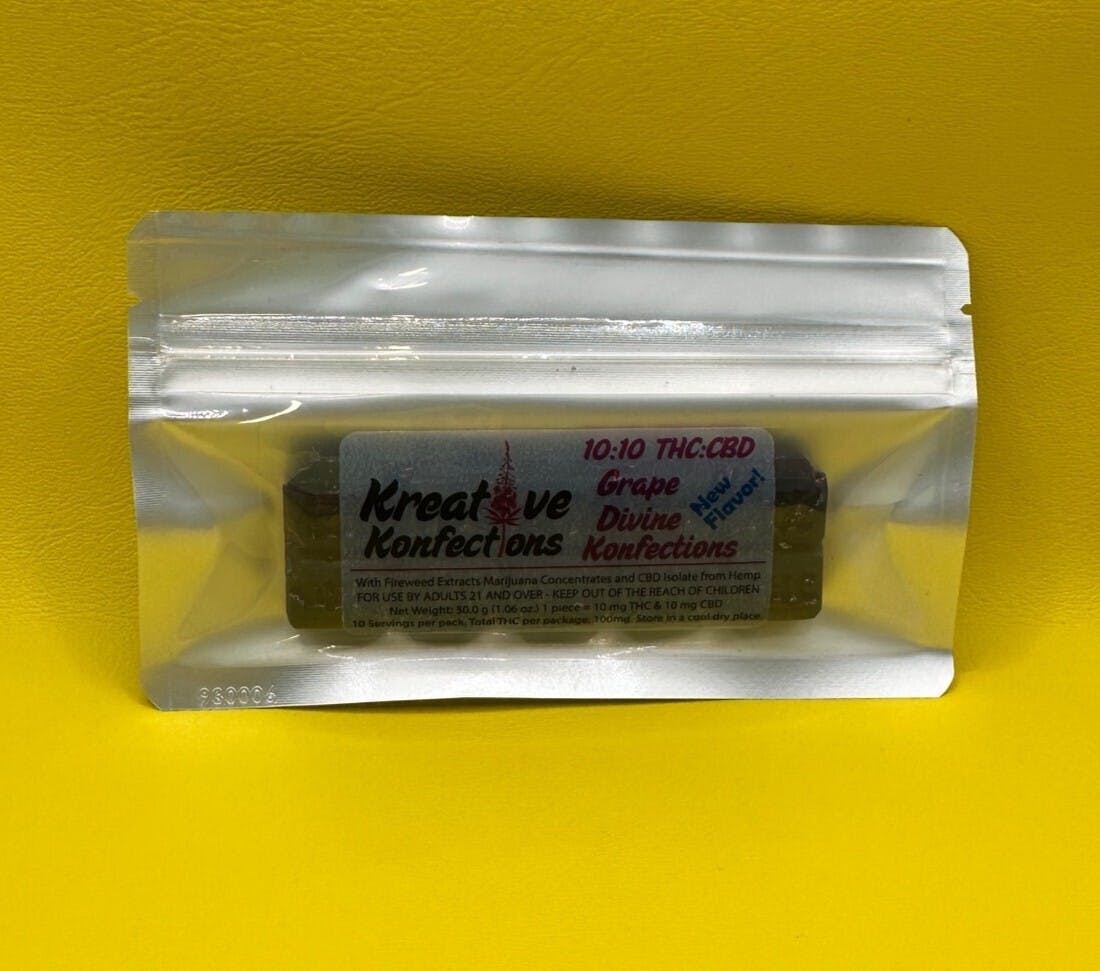 10:10 THC:CBD
Kreative
Konfections
Grape
Divine
Konfections
New
Flavor!
With Fireweed Extracts Marijuana Concentrates and CBD Isolate from Hemp
FOR USE BY ADULTS 21 AND OVER - KEEP OUT OF THE REACH OF CHILDREN
Net Weight: 30.0 g (1.06 oz.) 1 piece = 10 mg THC & 10 mg CBD
10 Servings per pack. Total THC per package: 100mg. Store in a cool dry place.